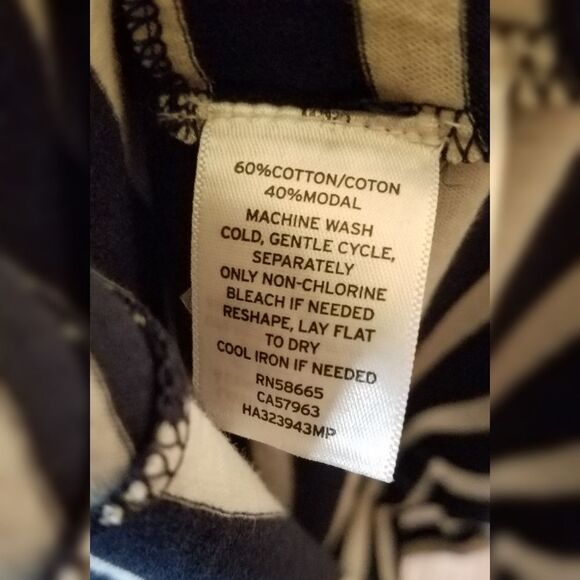 60%COTTON/COTON
40%MODAL
MACHINE WASH
COLD, GENTLE CYCLE,
SEPARATELY
ONLY NON-CHLORINE
BLEACH IF NEEDED
RESHAPE, LAY FLAT
TO DRY
COOL IRON IF NEEDED
RN58665
CA57963
HA323943MP